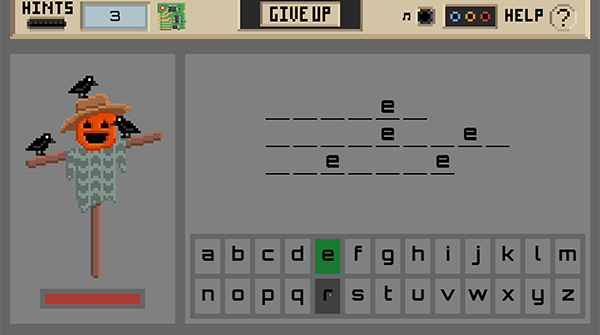 HINTS 3 GIVE UP ♫ HELP ?
_ _ _ _ e _
_ _ _ _ e _ _ e _
_ _ e _ _ _ e
a b c d e f g h i j k l m
n o p q r s t u v w x y z